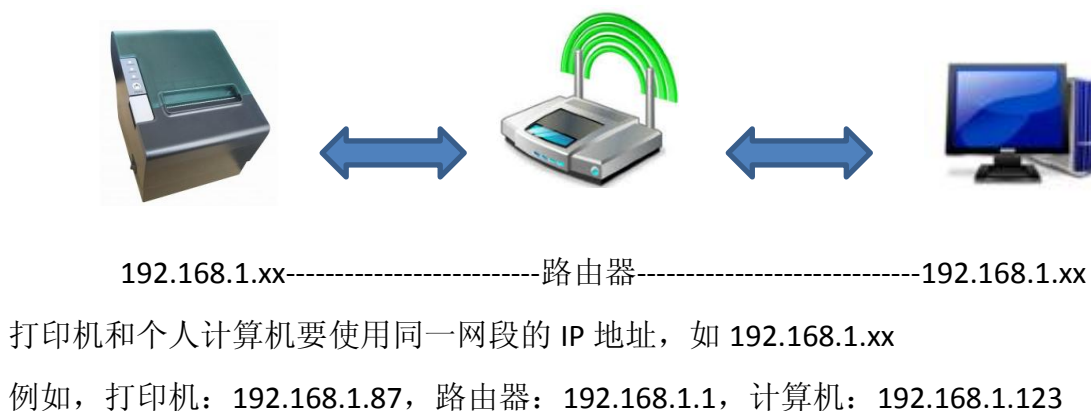 192.168.1.xx--------------------------路由器-----------------------------192.168.1.xx
打印机和个人计算机要使用同一网段的 IP 地址，如 192.168.1.xx
例如，打印机：192.168.1.87，路由器：192.168.1.1，计算机：192.168.1.123